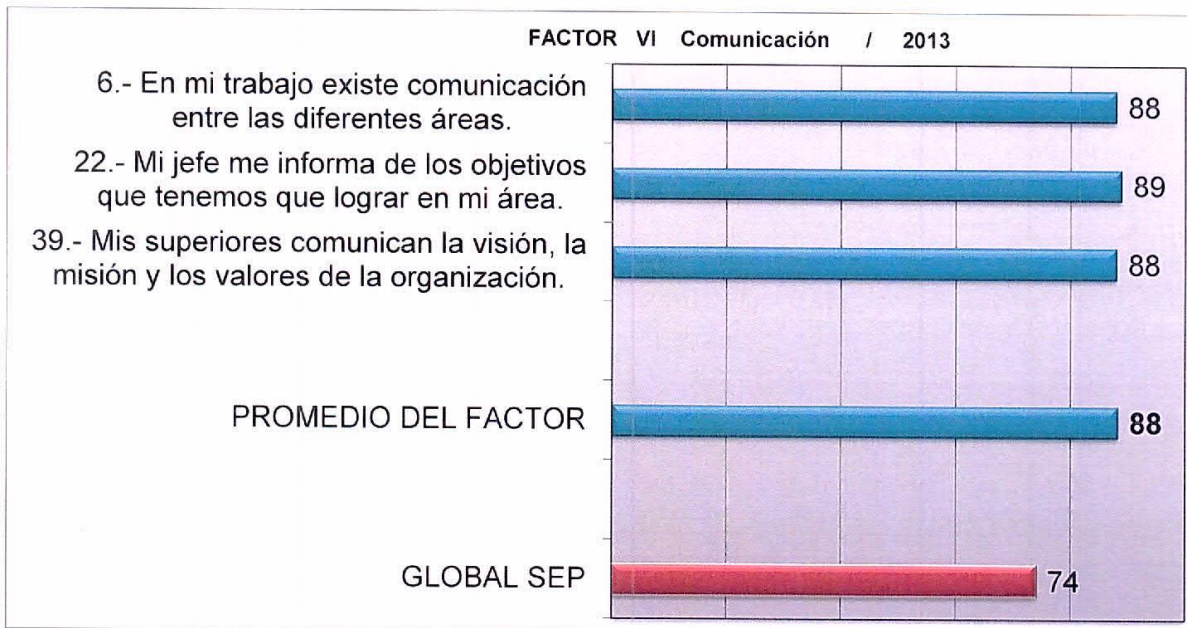 FACTOR VI Comunicación / 2013
6.- En mi trabajo existe comunicación
entre las diferentes áreas.
88
22.- Mi jefe me informa de los objetivos
que tenemos que lograr en mi área.
89
39.- Mis superiores comunican la visión, la
misión y los valores de la organización.
88
PROMEDIO DEL FACTOR
88
GLOBAL SEP
74